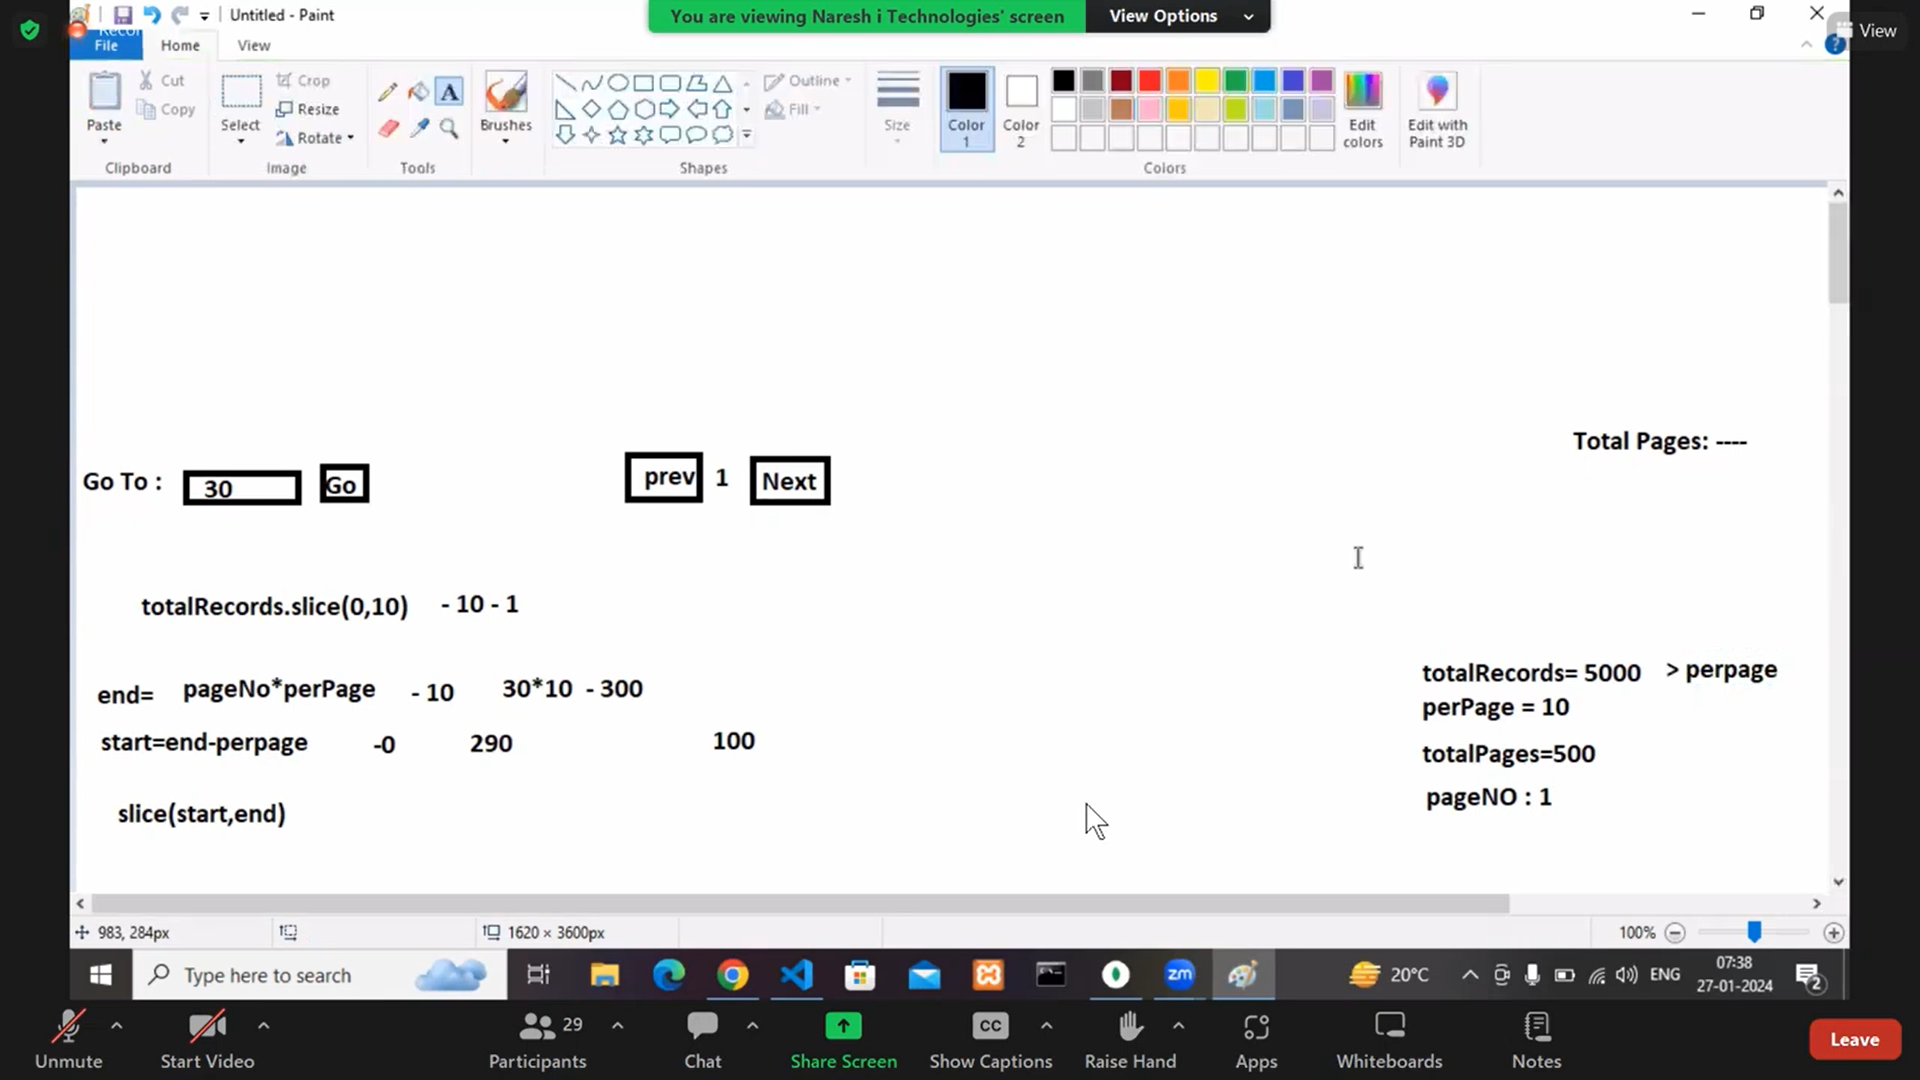 Untitled - Paint
You are viewing Naresh i Technologies' screen
View Options
View
Recor
File
Home
View
Paste
Cut
Copy
Clipboard
Select
Crop
Resize
Rotate
Image
Tools
Brushes
Shapes
Outline
Fill
Size
Color
1
Color
2
Edit
colors
Edit with
Paint 3D
Colors
Total Pages: ----
Go To :
30
Go
prev
1
Next
totalRecords.slice(0,10) - 10 - 1
end= pageNo*perPage - 10 30*10 - 300
start=end-perpage -0 290 100
slice(start,end)
totalRecords= 5000 > perpage
perPage = 10
totalPages=500
pageNO : 1
983, 284px
1620 × 3600px
100%
Type here to search
zm
20°C
ENG
07:38
27-01-2024
2
Unmute
Start Video
29
Participants
Chat
Share Screen
CC
Show Captions
Raise Hand
Apps
Whiteboards
Notes
Leave